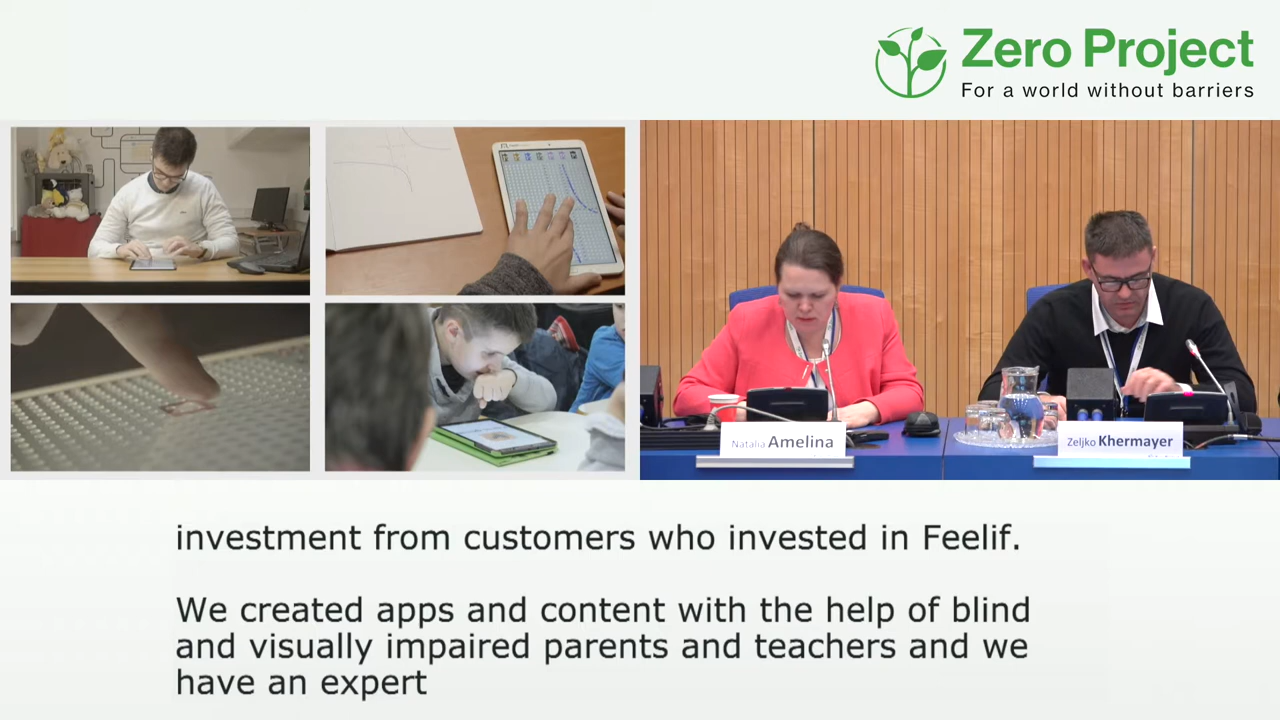 Zero Project
For a world without barriers
Natalia Amelina
Zeljko Khermayer
investment from customers who invested in Feelif.
We created apps and content with the help of blind
and visually impaired parents and teachers and we
have an expert